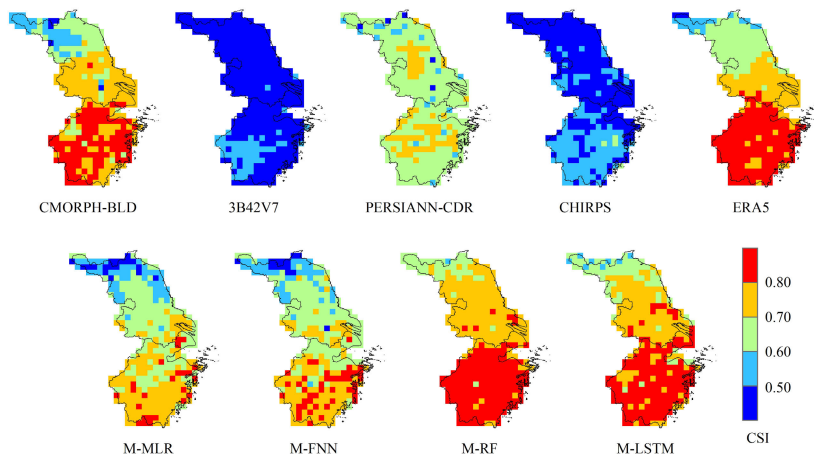 CMORPH-BLD 3B42V7 PERSIANN-CDR CHIRPS ERA5
0.80
0.70
0.60
0.50
M-MLR M-FNN M-RF M-LSTM CSI